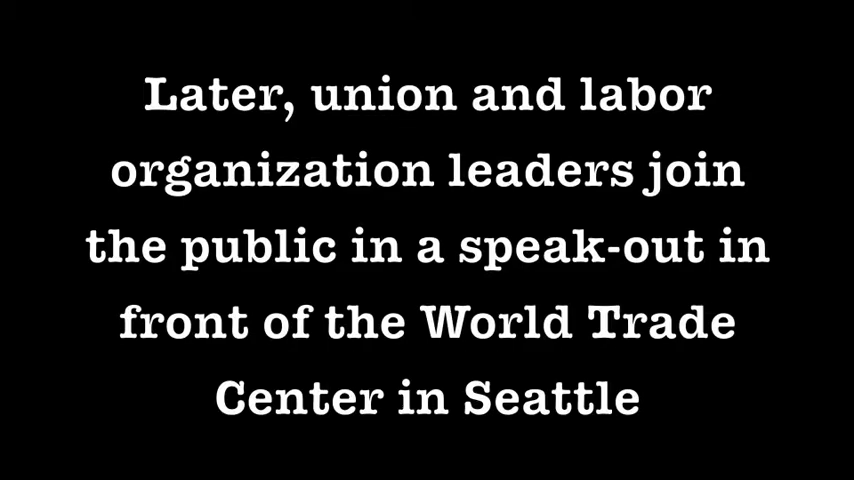 Later, union and labor
organization leaders join
the public in a speak-out in
front of the World Trade
Center in Seattle